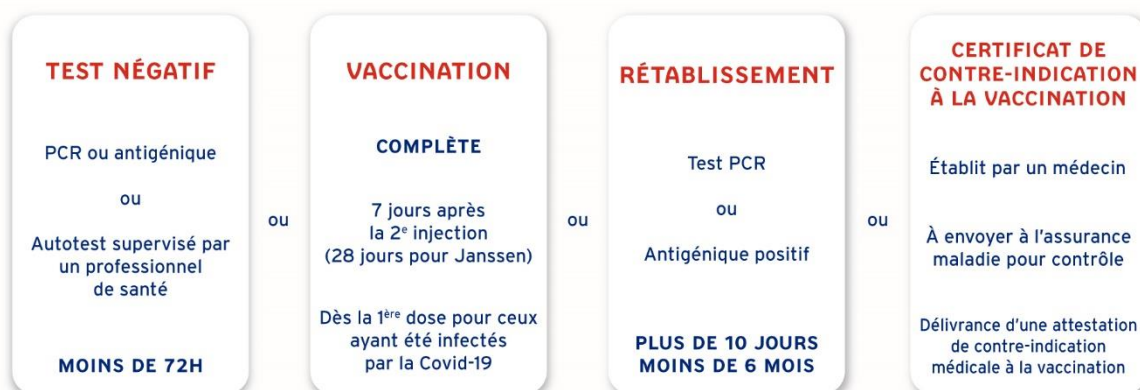 TEST NÉGATIF
PCR ou antigénique
ou
Autotest supervisé par
un professionnel
de santé
MOINS DE 72H
ou
VACCINATION
COMPLÈTE
7 jours après
la 2e injection
(28 jours pour Janssen)
Dès la 1ère dose pour ceux
ayant été infectés
par la Covid-19
ou
RÉTABLISSEMENT
Test PCR
ou
Antigénique positif
PLUS DE 10 JOURS
MOINS DE 6 MOIS
ou
CERTIFICAT DE
CONTRE-INDICATION
À LA VACCINATION
Établit par un médecin
À envoyer à l'assurance
maladie pour contrôle
Délivrance d'une attestation
de contre-indication
médicale à la vaccination